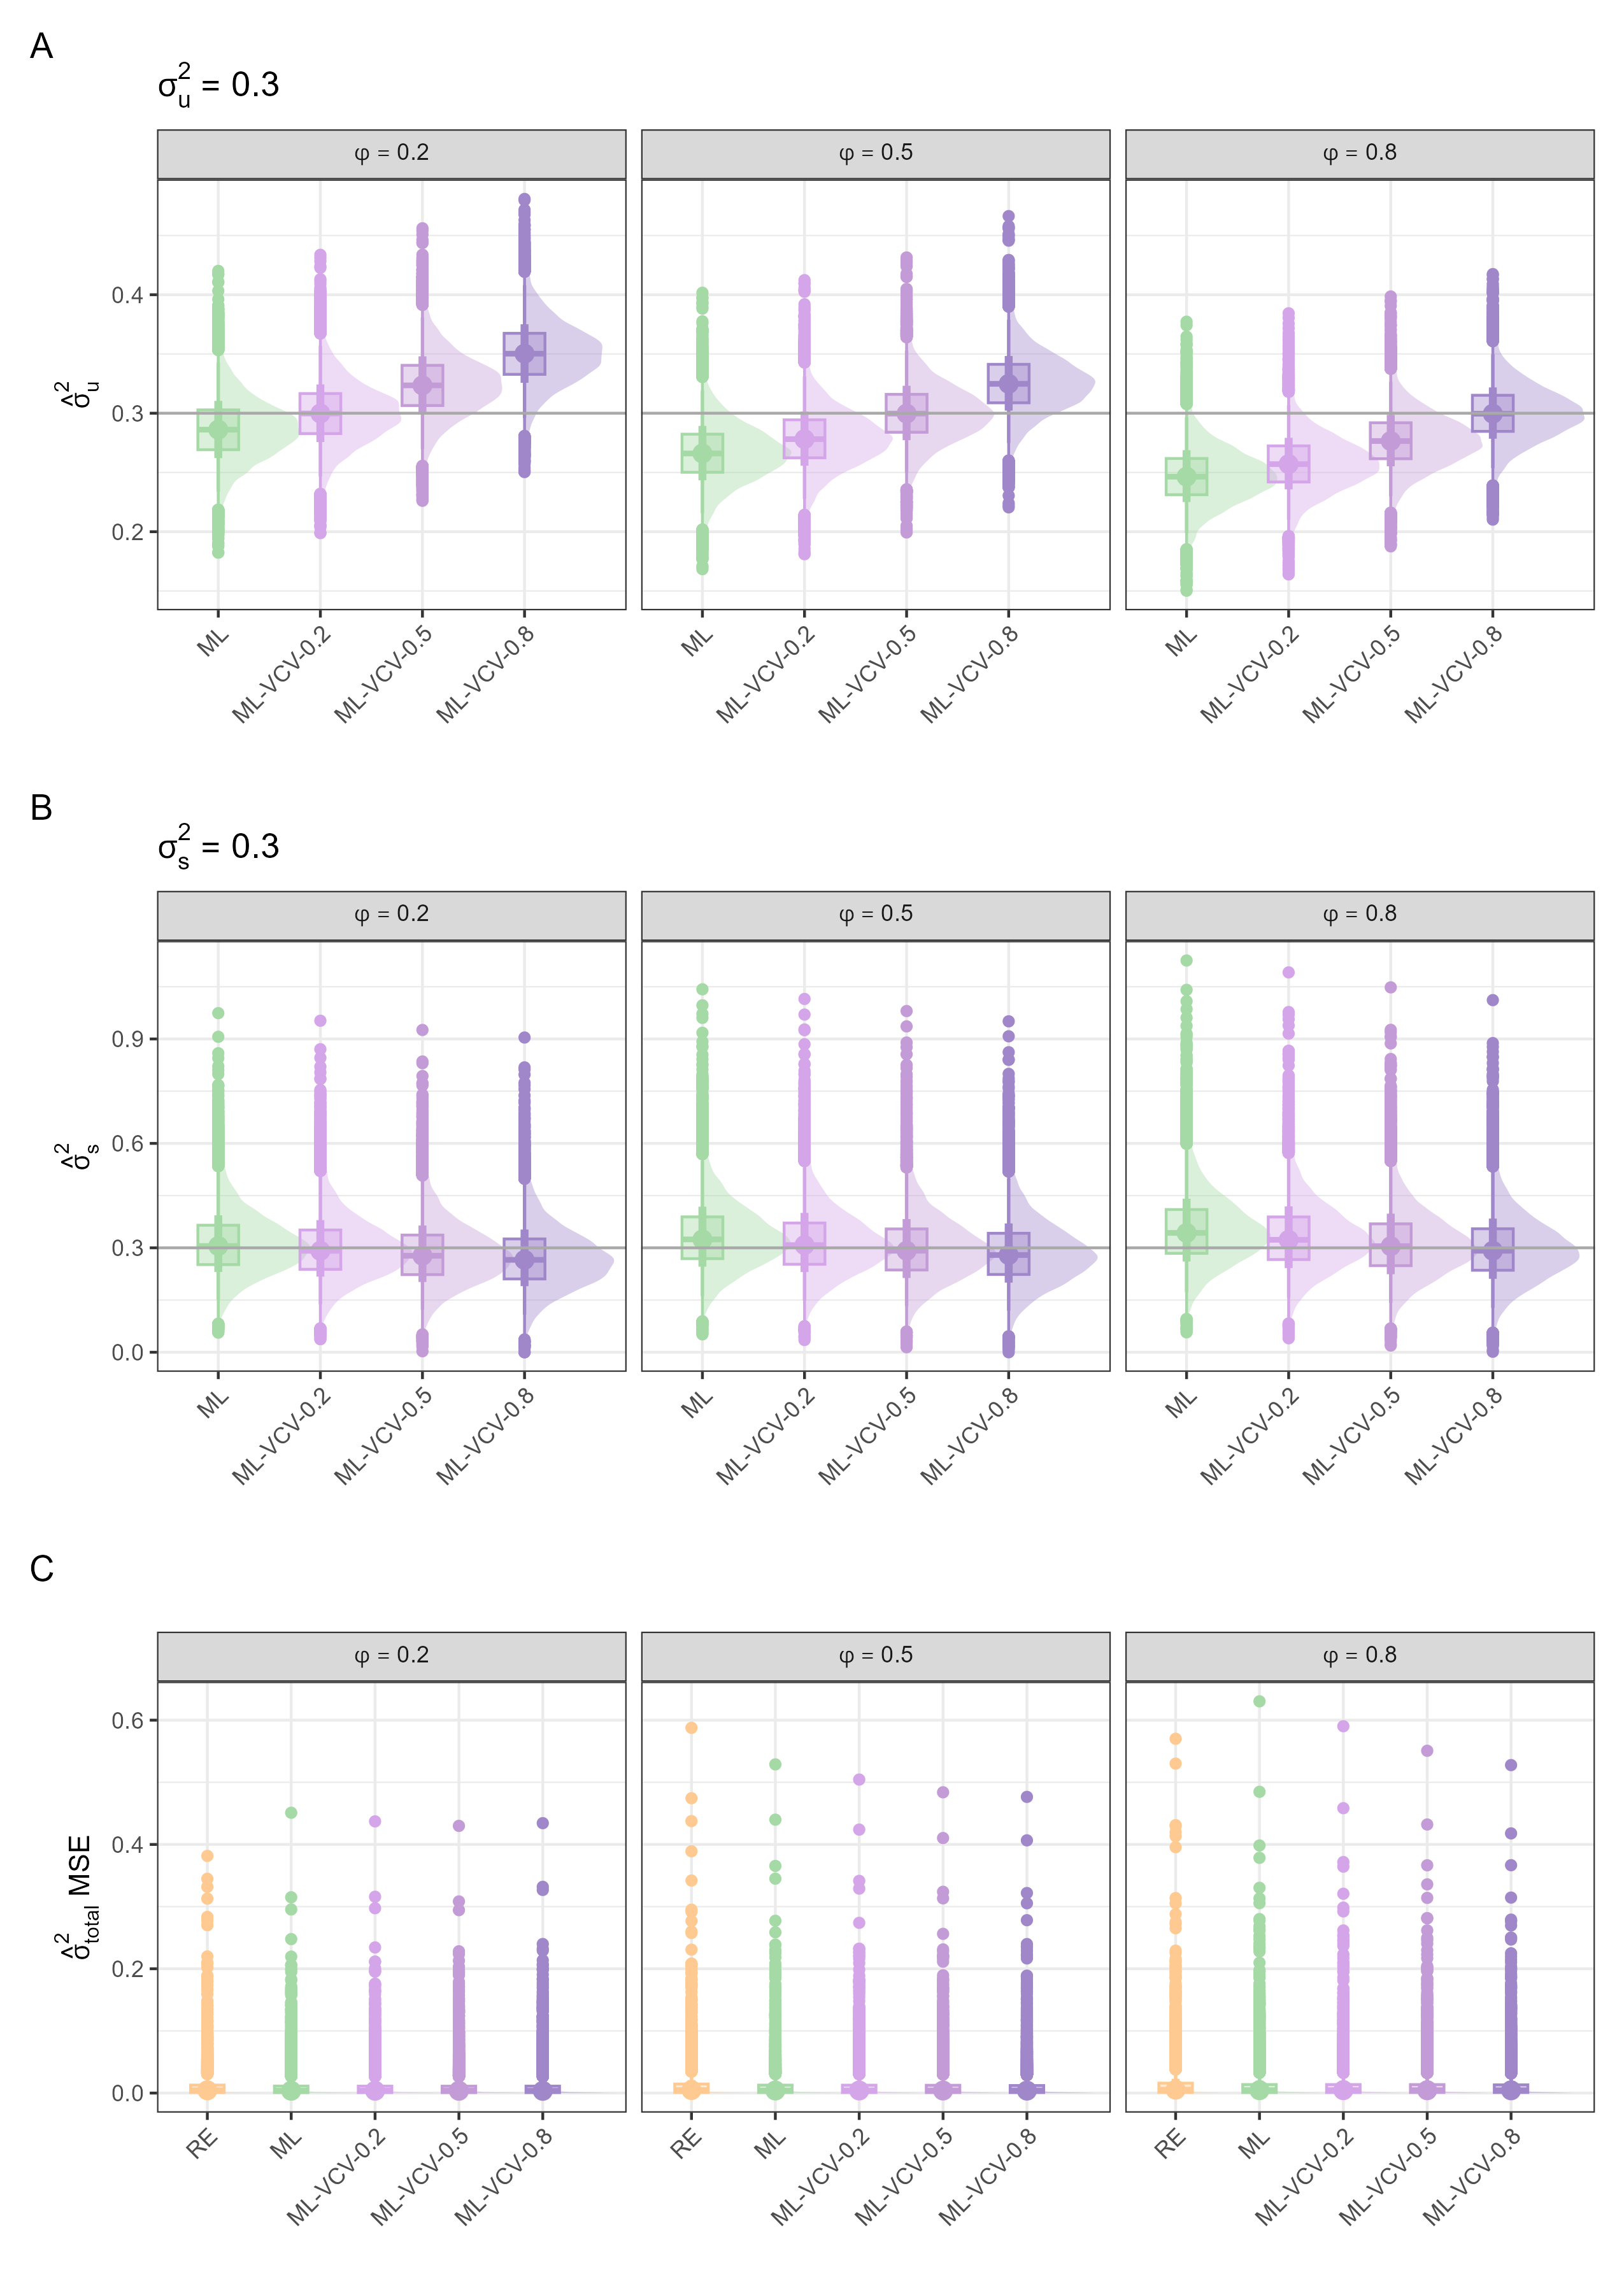 A
σ²ᵤ = 0.3
φ = 0.2 φ = 0.5 φ = 0.8
σ̂²ᵤ
0.4
0.3
0.2
ML ML-VCV-0.2 ML-VCV-0.5 ML-VCV-0.8 ML ML-VCV-0.2 ML-VCV-0.5 ML-VCV-0.8 ML ML-VCV-0.2 ML-VCV-0.5 ML-VCV-0.8
B
σ²ₛ = 0.3
φ = 0.2 φ = 0.5 φ = 0.8
σ̂²ₛ
0.9
0.6
0.3
0.0
ML ML-VCV-0.2 ML-VCV-0.5 ML-VCV-0.8 ML ML-VCV-0.2 ML-VCV-0.5 ML-VCV-0.8 ML ML-VCV-0.2 ML-VCV-0.5 ML-VCV-0.8
C
φ = 0.2 φ = 0.5 φ = 0.8
σ̂²total MSE
0.6
0.4
0.2
0.0
RE ML ML-VCV-0.2 ML-VCV-0.5 ML-VCV-0.8 RE ML ML-VCV-0.2 ML-VCV-0.5 ML-VCV-0.8 RE ML ML-VCV-0.2 ML-VCV-0.5 ML-VCV-0.8